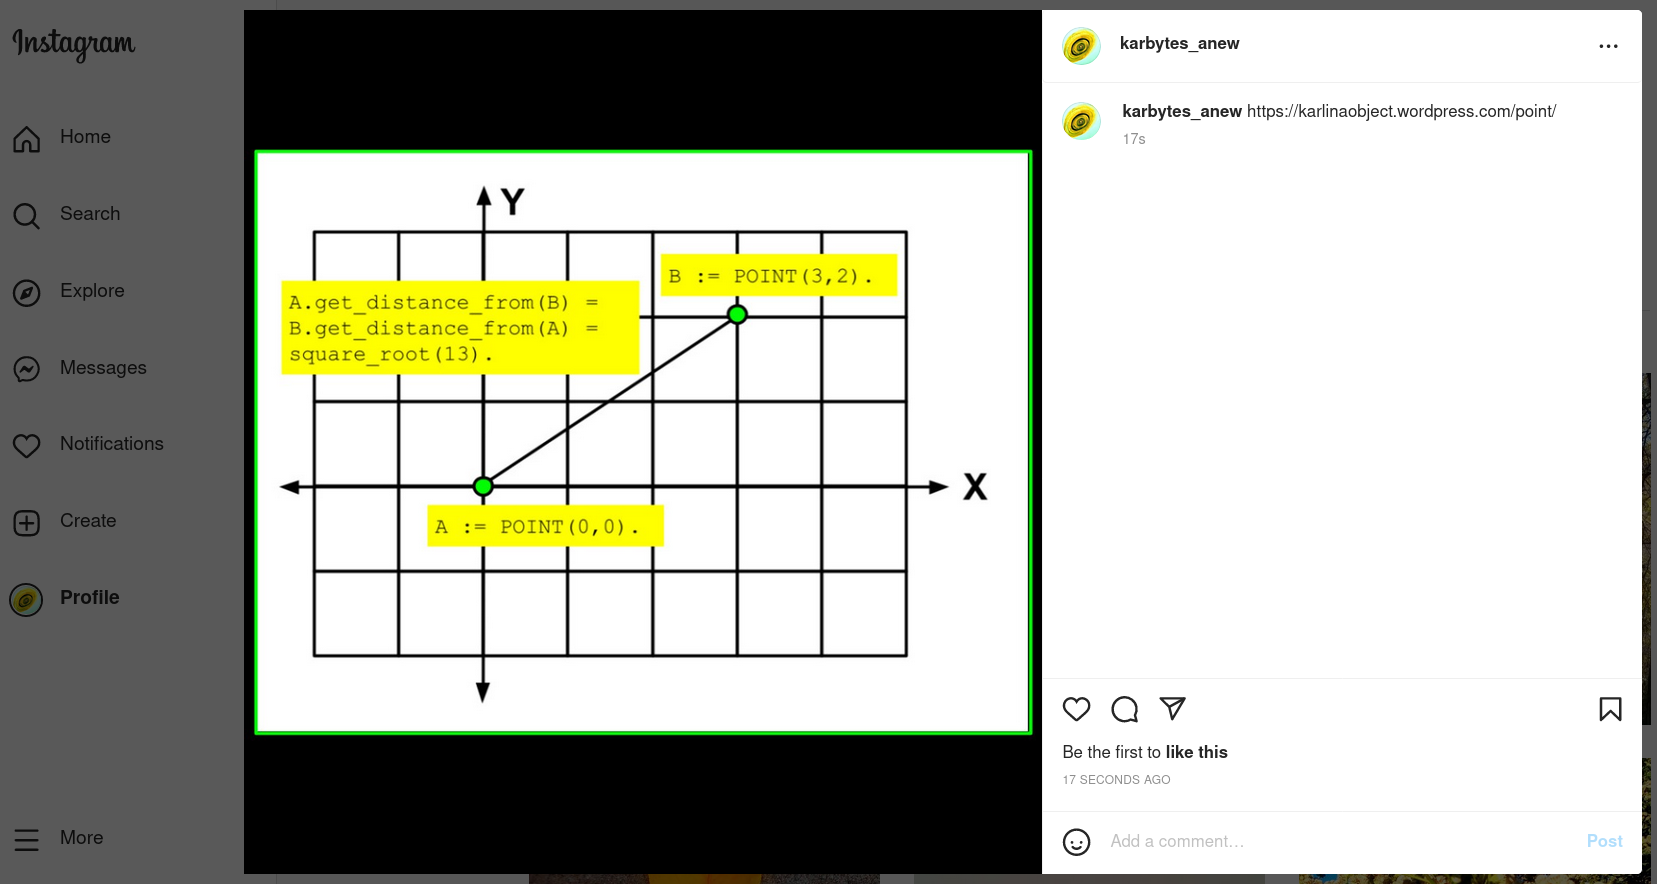 Instagram
Home
Search
Explore
Messages
Notifications
Create
Profile
More
Y
B := POINT(3,2).
A.get_distance_from(B) =
B.get_distance_from(A) =
square_root(13).
X
A := POINT(0,0).
karbytes_anew
karbytes_anew https://karlinaobject.wordpress.com/point/
17s
Be the first to like this
17 SECONDS AGO
Add a comment…
Post